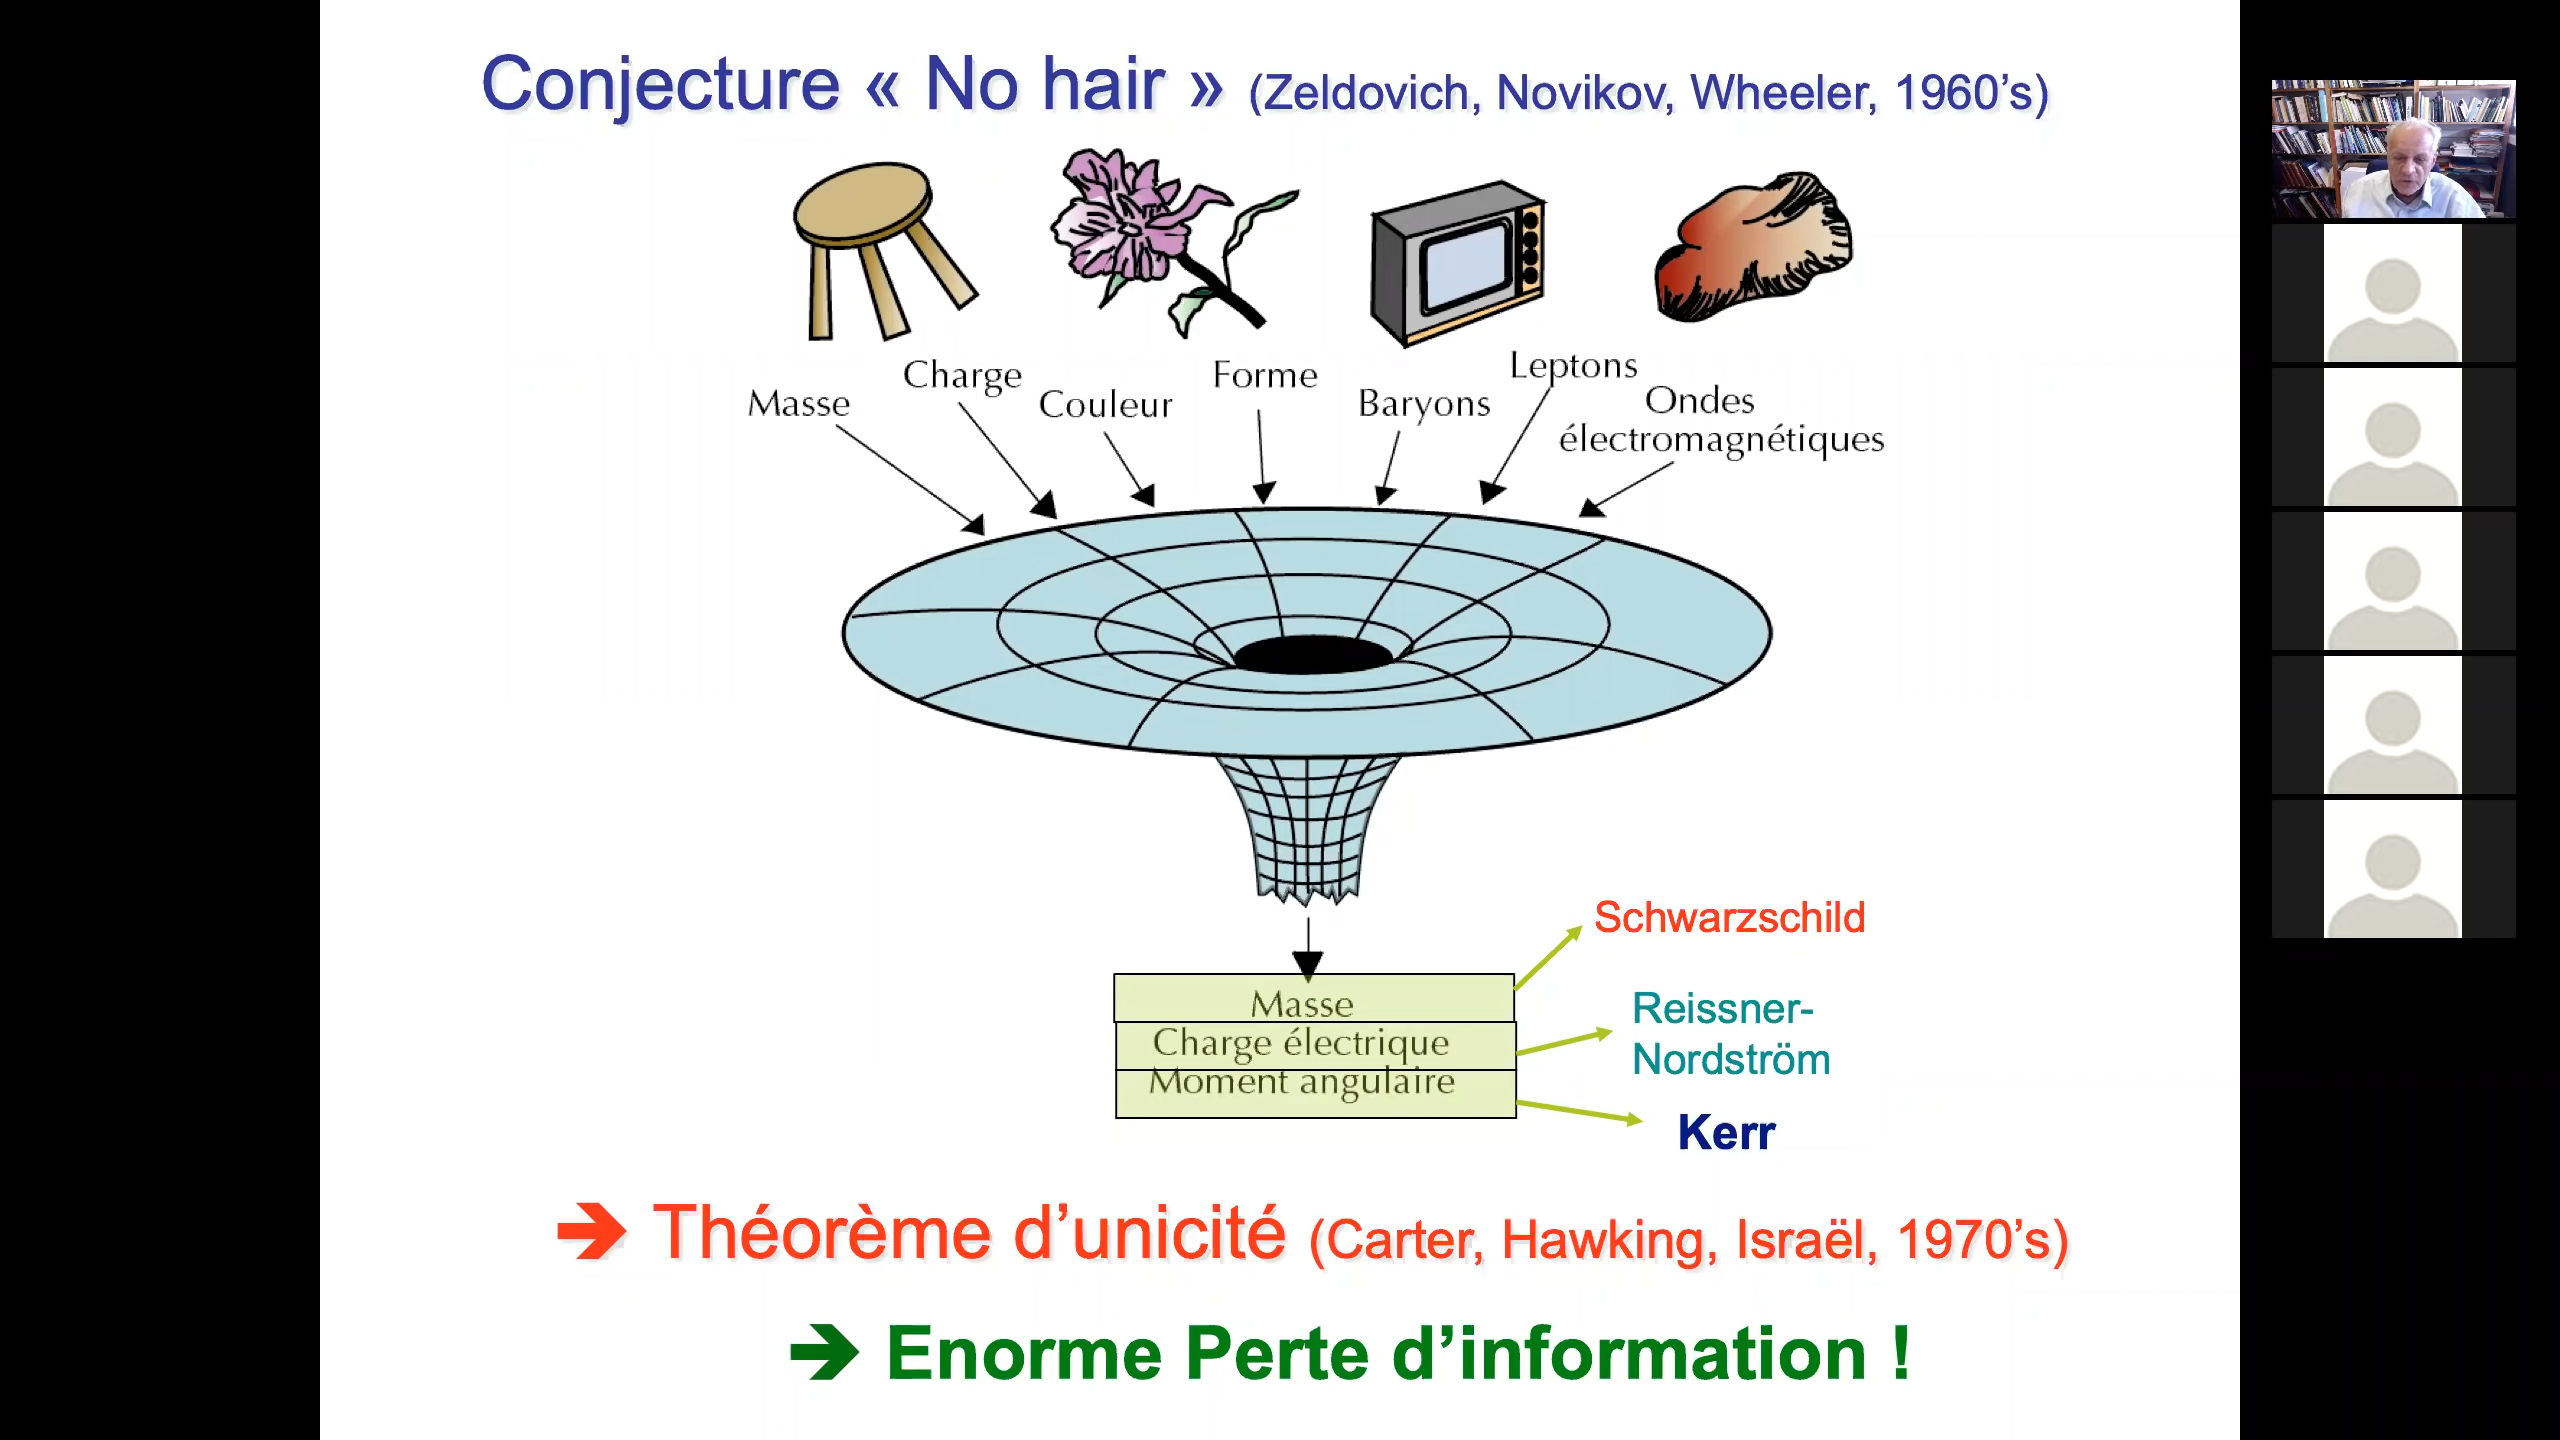 Conjecture « No hair » (Zeldovich, Novikov, Wheeler, 1960’s)
Masse
Charge
Couleur
Forme
Baryons
Leptons
Ondes
électromagnétiques
Masse
Charge électrique
Moment angulaire
Schwarzschild
Reissner-
Nordström
Kerr
➔ Théorème d’unicité (Carter, Hawking, Israël, 1970’s)
➔ Enorme Perte d’information !